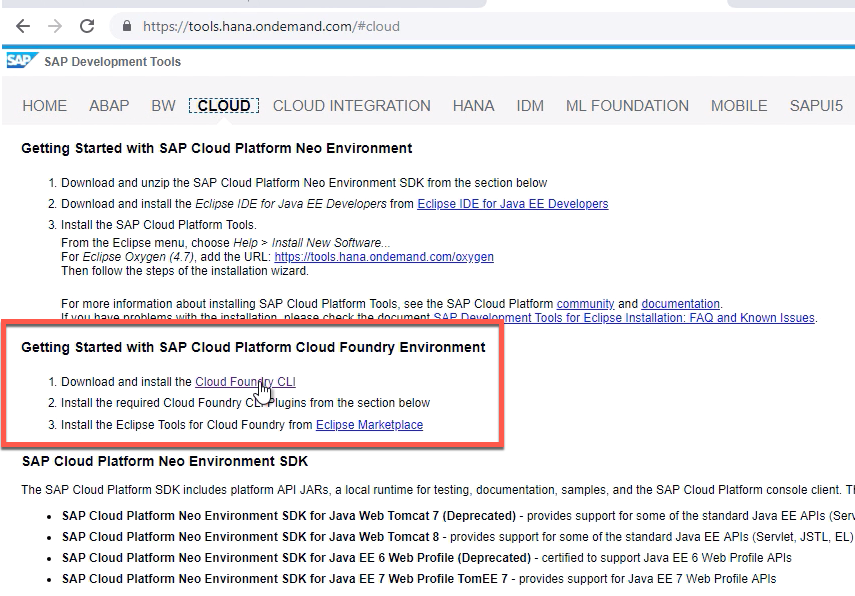 https://tools.hana.ondemand.com/#cloud
SAP SAP Development Tools
HOME ABAP BW CLOUD CLOUD INTEGRATION HANA IDM ML FOUNDATION MOBILE SAPUI5
Getting Started with SAP Cloud Platform Neo Environment
1. Download and unzip the SAP Cloud Platform Neo Environment SDK from the section below
2. Download and install the Eclipse IDE for Java EE Developers from Eclipse IDE for Java EE Developers
3. Install the SAP Cloud Platform Tools.
From the Eclipse menu, choose Help > Install New Software...
For Eclipse Oxygen (4.7), add the URL: https://tools.hana.ondemand.com/oxygen
Then follow the steps of the installation wizard.
For more information about installing SAP Cloud Platform Tools, see the SAP Cloud Platform community and documentation.
If you have problems with the installation, please check the document SAP Development Tools for Eclipse Installation: FAQ and Known Issues.
Getting Started with SAP Cloud Platform Cloud Foundry Environment
1. Download and install the Cloud Foundry CLI
2. Install the required Cloud Foundry CLI Plugins from the section below
3. Install the Eclipse Tools for Cloud Foundry from Eclipse Marketplace
SAP Cloud Platform Neo Environment SDK
The SAP Cloud Platform SDK includes platform API JARs, a local runtime for testing, documentation, samples, and the SAP Cloud Platform console client. Th
• SAP Cloud Platform Neo Environment SDK for Java Web Tomcat 7 (Deprecated) - provides support for some of the standard Java EE APIs (Serv
• SAP Cloud Platform Neo Environment SDK for Java Web Tomcat 8 - provides support for some of the standard Java EE APIs (Servlet, JSTL, EL)
• SAP Cloud Platform Neo Environment SDK for Java EE 6 Web Profile (Deprecated) - certified to support Java EE 6 Web Profile APIs
• SAP Cloud Platform Neo Environment SDK for Java EE 7 Web Profile TomEE 7 - provides support for Java EE 7 Web Profile APIs